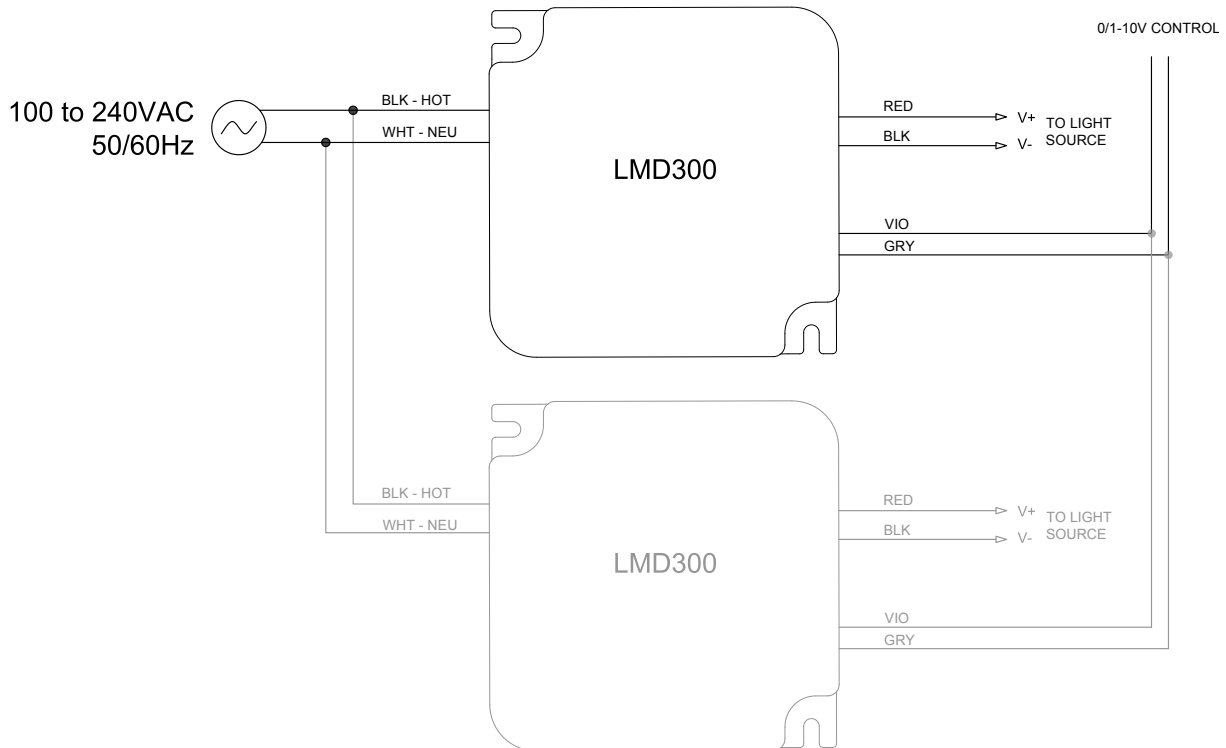 0/1-10V CONTROL
100 to 240VAC
50/60Hz
BLK - HOT
WHT - NEU
LMD300
RED
BLK
V+
V-
TO LIGHT
SOURCE
VIO
GRY
BLK - HOT
WHT - NEU
LMD300
RED
BLK
V+
V-
TO LIGHT
SOURCE
VIO
GRY